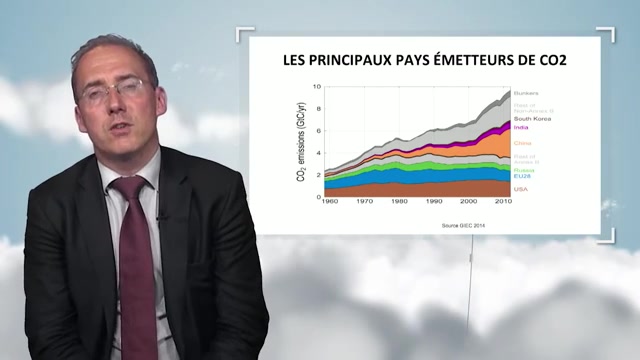 LES PRINCIPAUX PAYS ÉMETTEURS DE CO2
CO2 emissions (GtC/yr)
10
8
6
4
2
0
1960 1970 1980 1990 2000 2010
Bunkers
Rest of
Non-Annex B
South Korea
India
China
Rest of
Annex B
Russia
EU28
USA
Source GIEC 2014